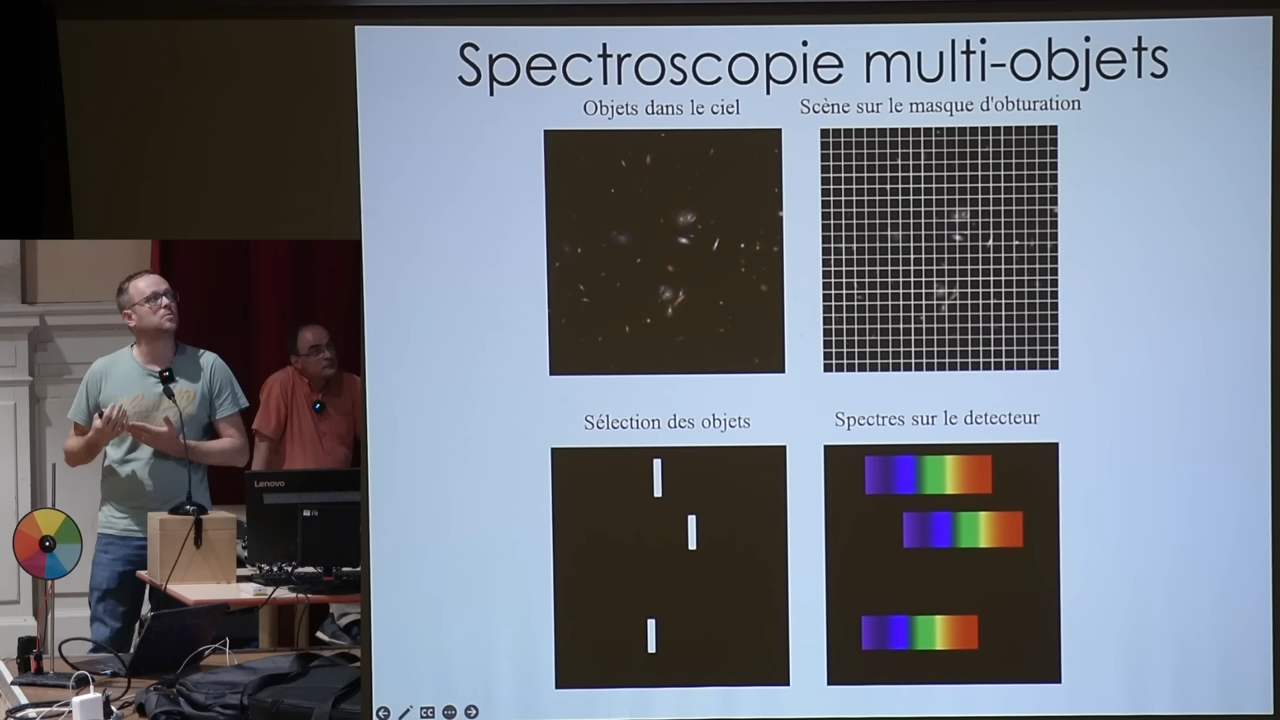 Spectroscopie multi-objets
Objets dans le ciel
Scène sur le masque d'obturation
Sélection des objets
Spectres sur le detecteur
Lenovo
CC